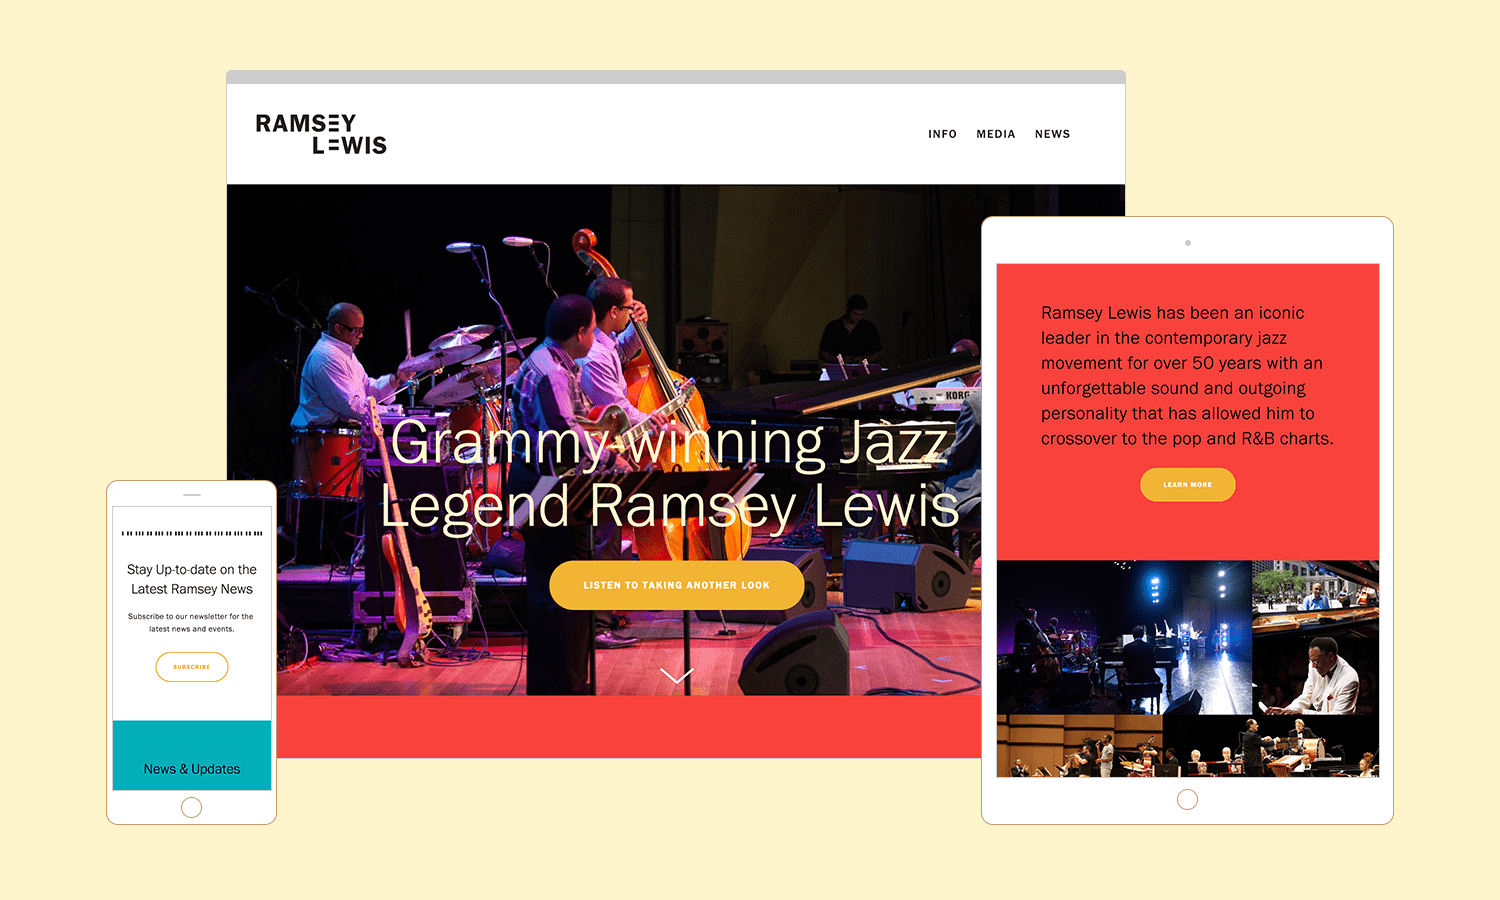 RAMSEY
LEWIS
INFO MEDIA NEWS
KORG
Grammy-winning Jazz
Legend Ramsey Lewis
LISTEN TO TAKING ANOTHER LOOK
Ramsey Lewis has been an iconic
leader in the contemporary jazz
movement for over 50 years with an
unforgettable sound and outgoing
personality that has allowed him to
crossover to the pop and R&B charts.
LEARN MORE
Stay Up-to-date on the
Latest Ramsey News
Subscribe to our newsletter for the
latest news and events.
SUBSCRIBE
News & Updates